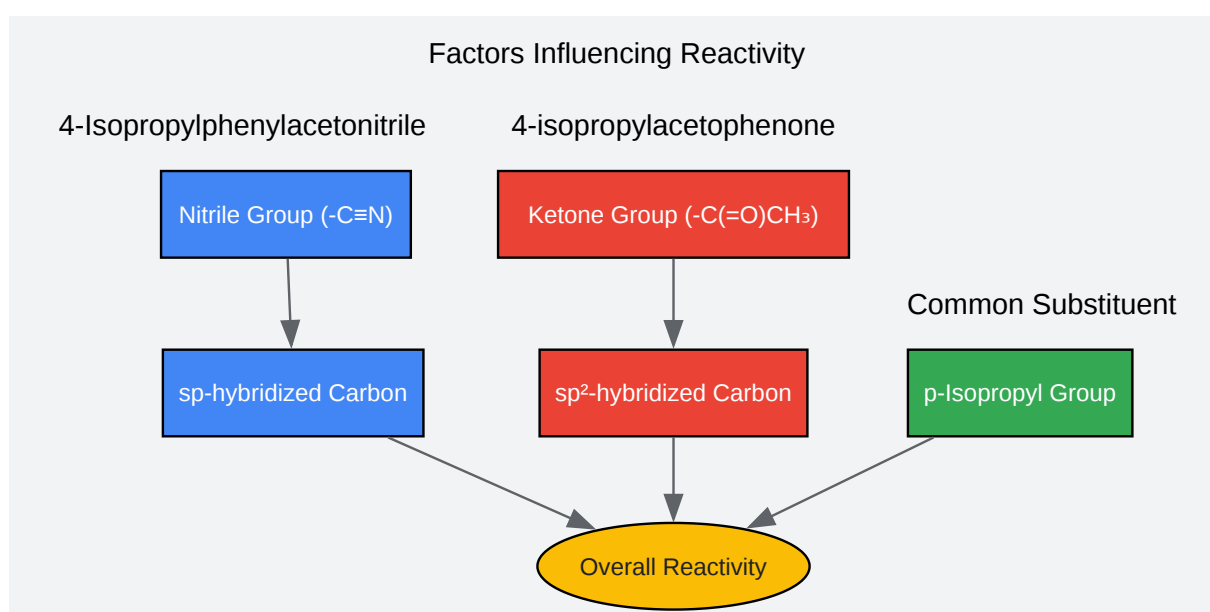 Factors Influencing Reactivity
4-Isopropylphenylacetonitrile
4-isopropylacetophenone
Nitrile Group (-C≡N)
Ketone Group (-C(=O)CH₃)
Common Substituent
sp-hybridized Carbon
sp²-hybridized Carbon
p-Isopropyl Group
Overall Reactivity